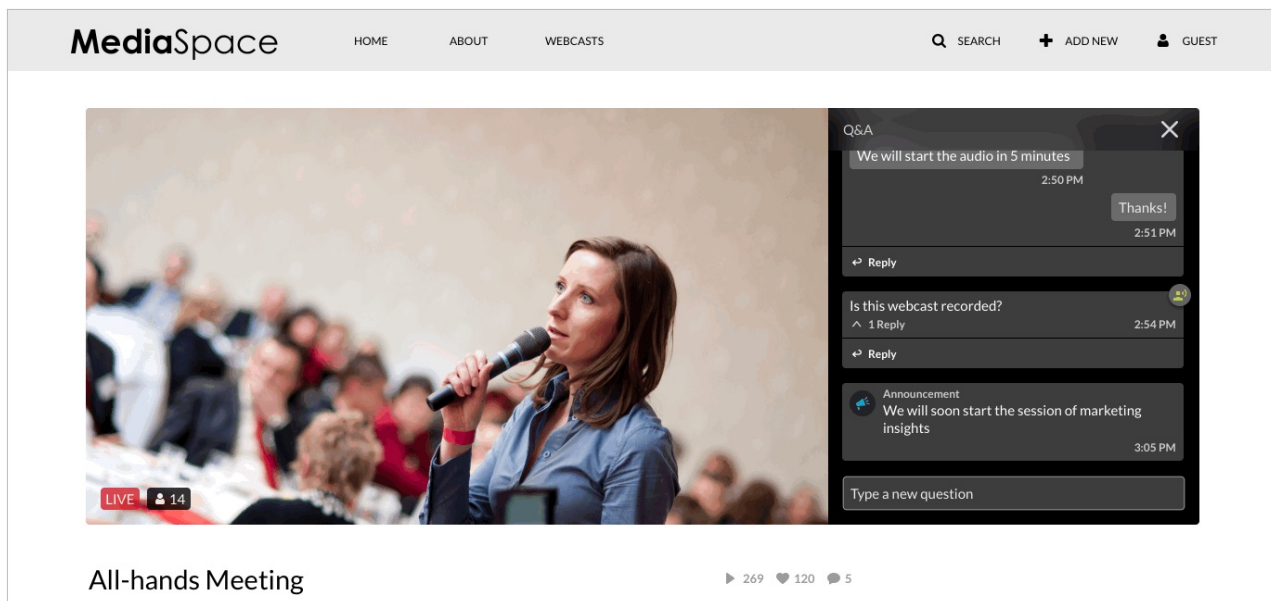 MediaSpace
HOME
ABOUT
WEBCASTS
SEARCH
ADD NEW
GUEST
Q&A
We will start the audio in 5 minutes
2:50 PM
Thanks!
2:51 PM
Reply
Is this webcast recorded?
1 Reply
2:54 PM
Reply
Announcement
We will soon start the session of marketing
insights
3:05 PM
Type a new question
LIVE
14
All-hands Meeting
269
120
5